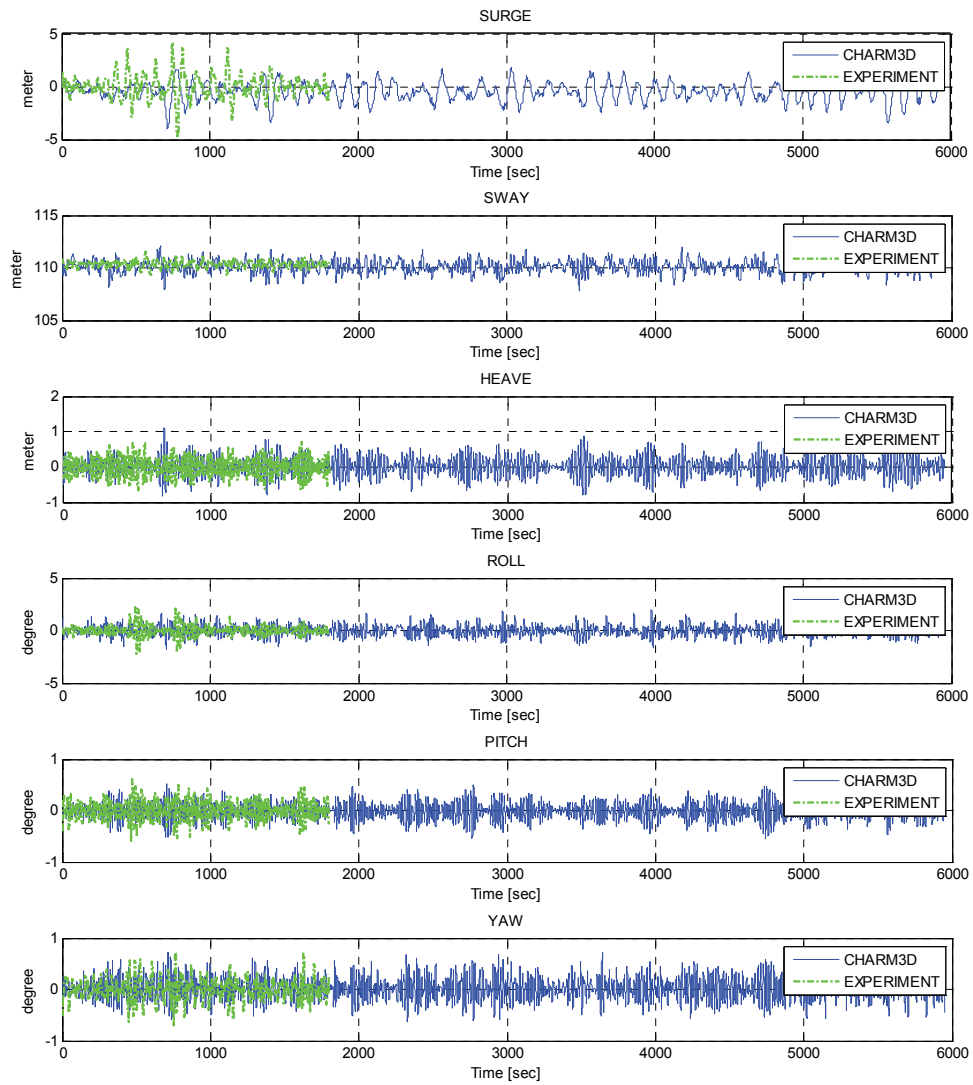 SURGE
5
0
-5
meter
CHARM3D
EXPERIMENT
0 1000 2000 3000 4000 5000 6000
Time [sec]
SWAY
115
110
105
meter
CHARM3D
EXPERIMENT
0 1000 2000 3000 4000 5000 6000
Time [sec]
HEAVE
2
1
0
-1
meter
CHARM3D
EXPERIMENT
0 1000 2000 3000 4000 5000 6000
Time [sec]
ROLL
5
0
-5
degree
CHARM3D
EXPERIMENT
0 1000 2000 3000 4000 5000 6000
Time [sec]
PITCH
1
0
-1
degree
CHARM3D
EXPERIMENT
0 1000 2000 3000 4000 5000 6000
Time [sec]
YAW
1
0
-1
degree
CHARM3D
EXPERIMENT
0 1000 2000 3000 4000 5000 6000
Time [sec]